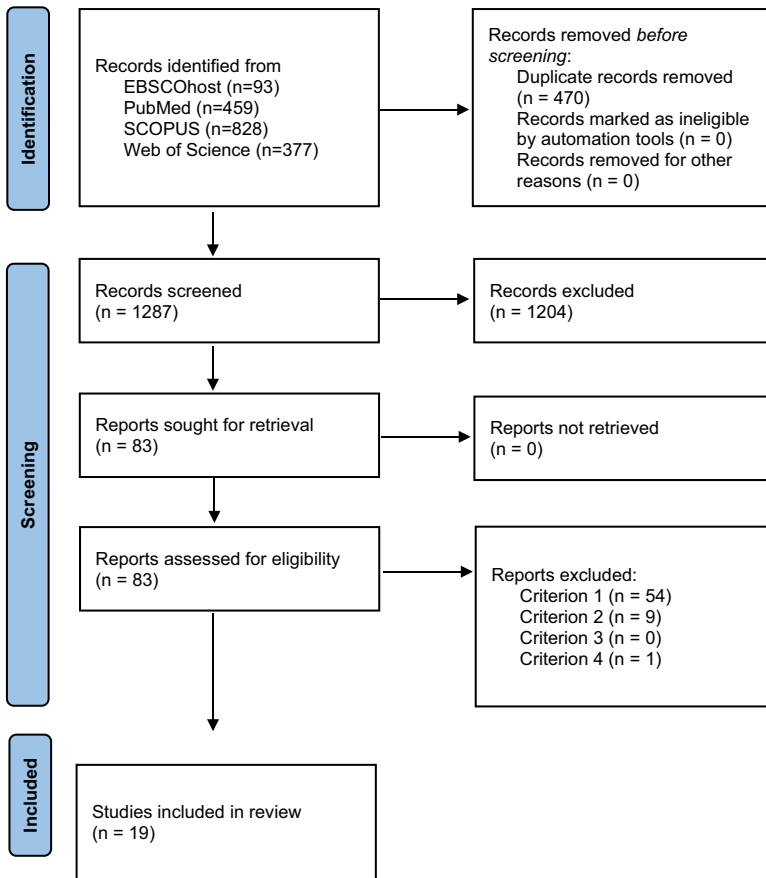 Identification
Records identified from
EBSCOhost (n=93)
PubMed (n=459)
SCOPUS (n=828)
Web of Science (n=377)
Records removed before
screening:
Duplicate records removed
(n = 470)
Records marked as ineligible
by automation tools (n = 0)
Records removed for other
reasons (n = 0)
Screening
Records screened
(n = 1287)
Records excluded
(n = 1204)
Reports sought for retrieval
(n = 83)
Reports not retrieved
(n = 0)
Reports assessed for eligibility
(n = 83)
Reports excluded:
Criterion 1 (n = 54)
Criterion 2 (n = 9)
Criterion 3 (n = 0)
Criterion 4 (n = 1)
Included
Studies included in review
(n = 19)